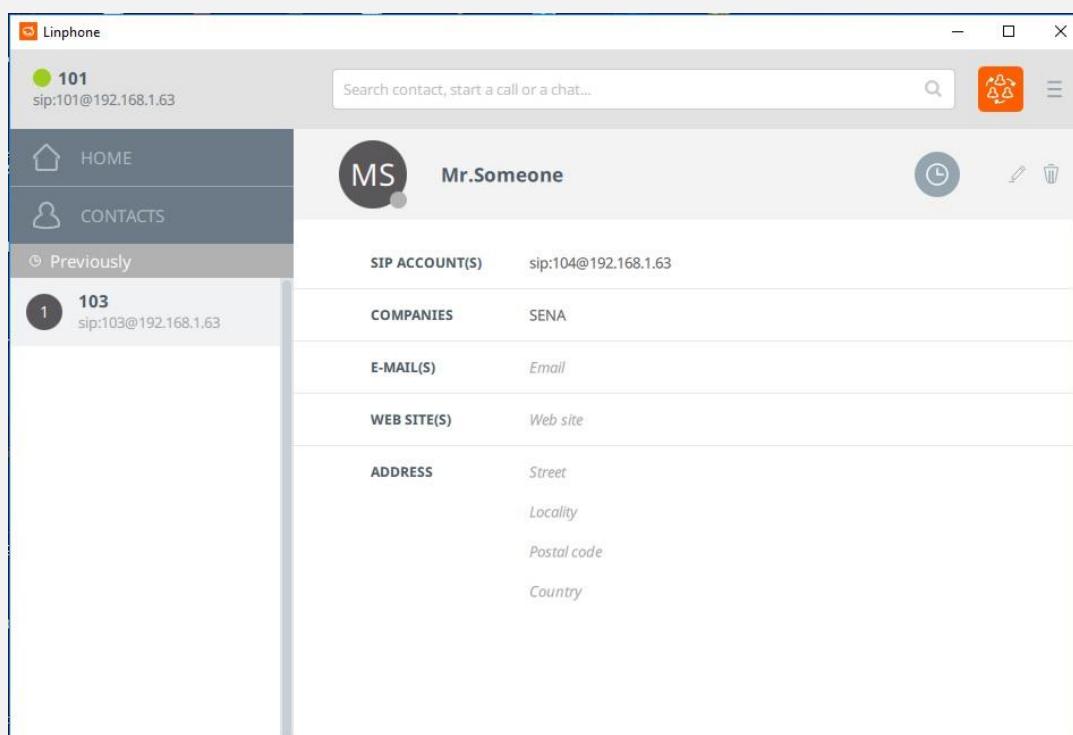 Linphone
101
sip:101@192.168.1.63
Search contact, start a call or a chat...
HOME
CONTACTS
Previously
1
103
sip:103@192.168.1.63
MS
Mr.Someone
SIP ACCOUNT(S) sip:104@192.168.1.63
COMPANIES SENA
E-MAIL(S) Email
WEB SITE(S) Web site
ADDRESS Street
Locality
Postal code
Country